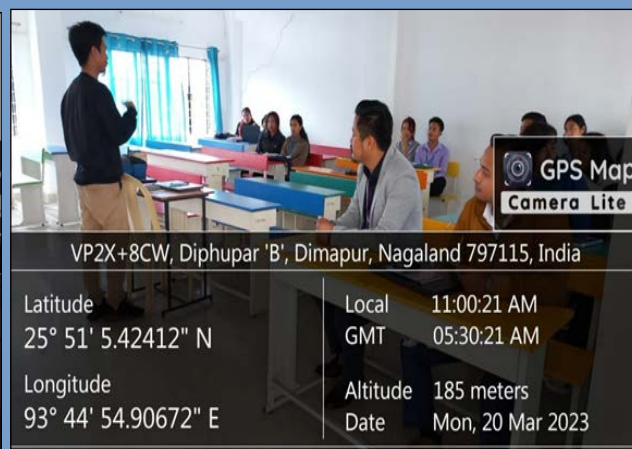 GPS Map
Camera Lite
VP2X+8CW, Diphupar 'B', Dimapur, Nagaland 797115, India
Latitude
25° 51' 5.42412" N
Longitude
93° 44' 54.90672" E
Local 11:00:21 AM
GMT 05:30:21 AM
Altitude 185 meters
Date Mon, 20 Mar 2023